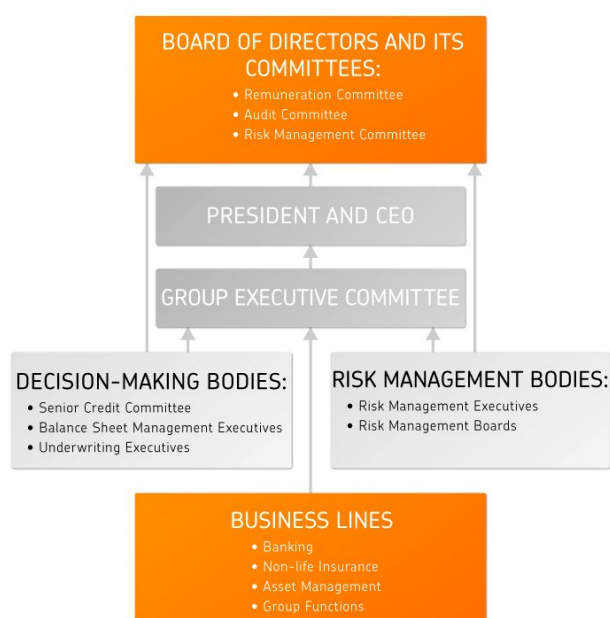 BOARD OF DIRECTORS AND ITS
COMMITTEES:
• Remuneration Committee
• Audit Committee
• Risk Management Committee
PRESIDENT AND CEO
GROUP EXECUTIVE COMMITTEE
DECISION-MAKING BODIES:
• Senior Credit Committee
• Balance Sheet Management Executives
• Underwriting Executives
RISK MANAGEMENT BODIES:
• Risk Management Executives
• Risk Management Boards
BUSINESS LINES
• Banking
• Non-life Insurance
• Asset Management
• Group Functions